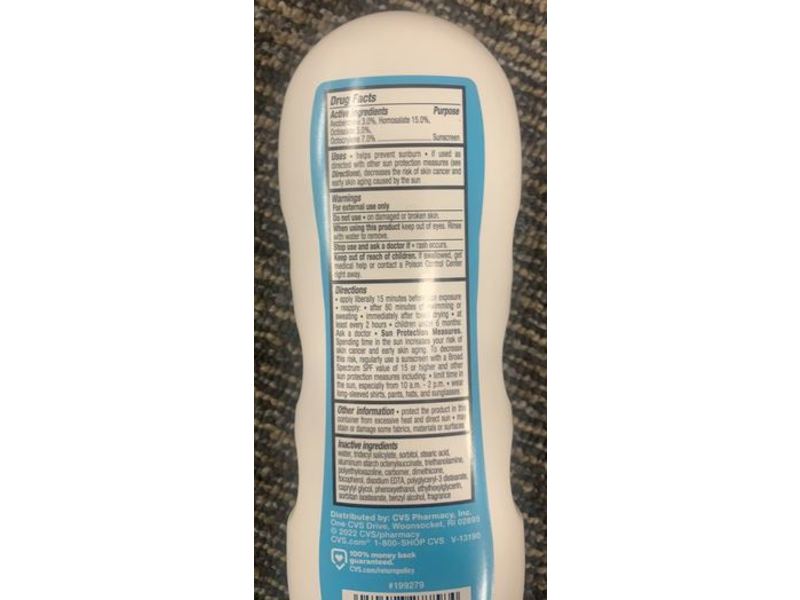 Drug Facts
Active ingredients Purpose
Avobenzone 3.0%, Homosalate 15.0%,
Octisalate 5.0%,
Octocrylene 7.0% Sunscreen
Uses • helps prevent sunburn • if used as
directed with other sun protection measures (see
Directions), decreases the risk of skin cancer and
early skin aging caused by the sun
Warnings
For external use only
Do not use • on damaged or broken skin.
When using this product keep out of eyes. Rinse
with water to remove.
Stop use and ask a doctor if • rash occurs.
Keep out of reach of children. If swallowed, get
medical help or contact a Poison Control Center
right away.
Directions
• apply liberally 15 minutes before sun exposure
• reapply: • after 80 minutes of swimming or
sweating • immediately after towel drying • at
least every 2 hours • children under 6 months:
Ask a doctor • Sun Protection Measures.
Spending time in the sun increases your risk of
skin cancer and early skin aging. To decrease
this risk, regularly use a sunscreen with a Broad
Spectrum SPF value of 15 or higher and other
sun protection measures including: • limit time in
the sun, especially from 10 a.m. - 2 p.m. • wear
long-sleeved shirts, pants, hats, and sunglasses
Other information • protect the product in this
container from excessive heat and direct sun • may
stain or damage some fabrics, materials or surfaces
Inactive ingredients
water, tridecyl salicylate, sorbitol, stearic acid,
aluminum starch octenylsuccinate, triethanolamine,
polyethyloxazoline, carbomer, dimethicone,
tocopherol, disodium EDTA, polyglyceryl-3 distearate,
caprylyl glycol, phenoxyethanol, ethylhexylglycerin,
sorbitan isostearate, benzyl alcohol, fragrance
Distributed by: CVS Pharmacy, Inc.
One CVS Drive, Woonsocket, RI 02895
© 2022 CVS/pharmacy
CVS.com® 1-800-SHOP CVS V-13190
100% money back
guaranteed.
CVS.com/returnpolicy
#199279